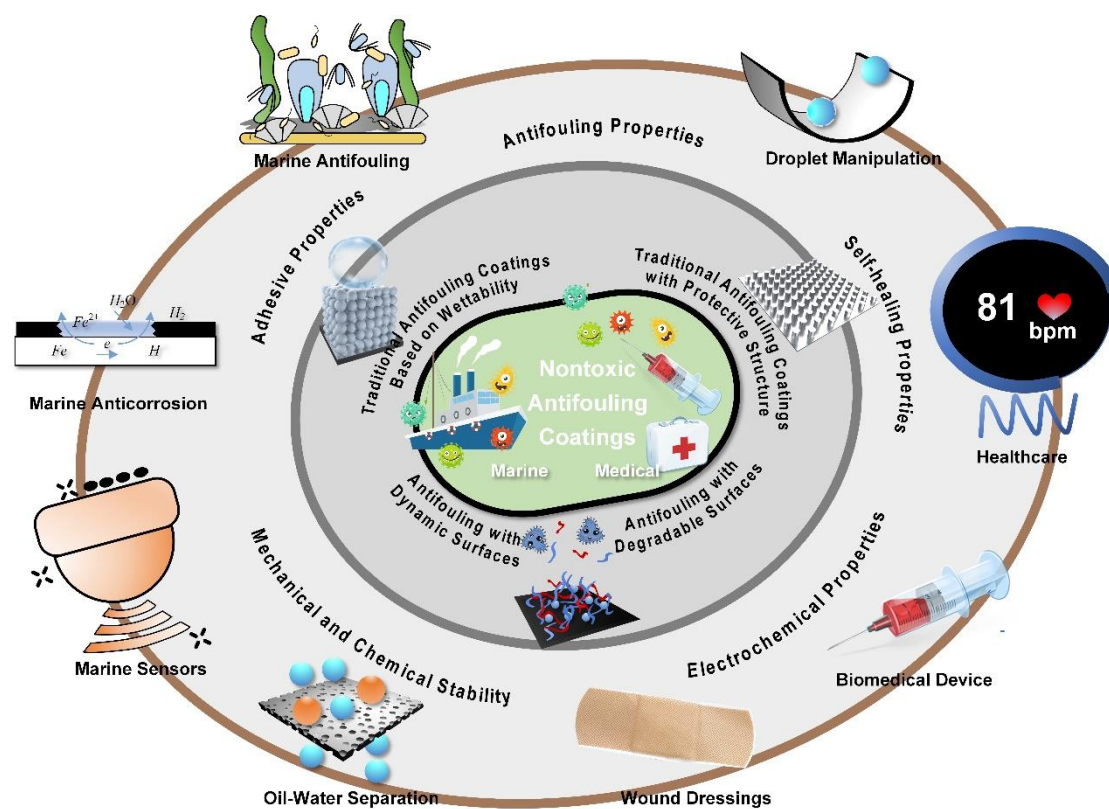 Marine Antifouling
Antifouling Properties
Droplet Manipulation
Adhesive Properties
Self-healing Properties
Traditional Antifouling Coatings
Based on Wettability
Traditional Antifouling Coatings
with Protective Structure
H₂O
Fe²⁺
H₂
Fe
e
H
Marine Anticorrosion
81
bpm
Healthcare
Nontoxic
Antifouling
Coatings
Marine
Medical
Antifouling with
Dynamic Surfaces
Antifouling with
Degradable Surfaces
Mechanical and Chemical Stability
Electrochemical Properties
Marine Sensors
Biomedical Device
Oil-Water Separation
Wound Dressings